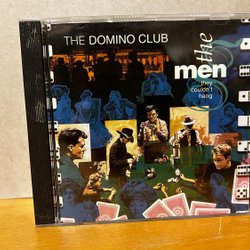 THE DOMINO CLUB
the
men
they
couldn't
hang